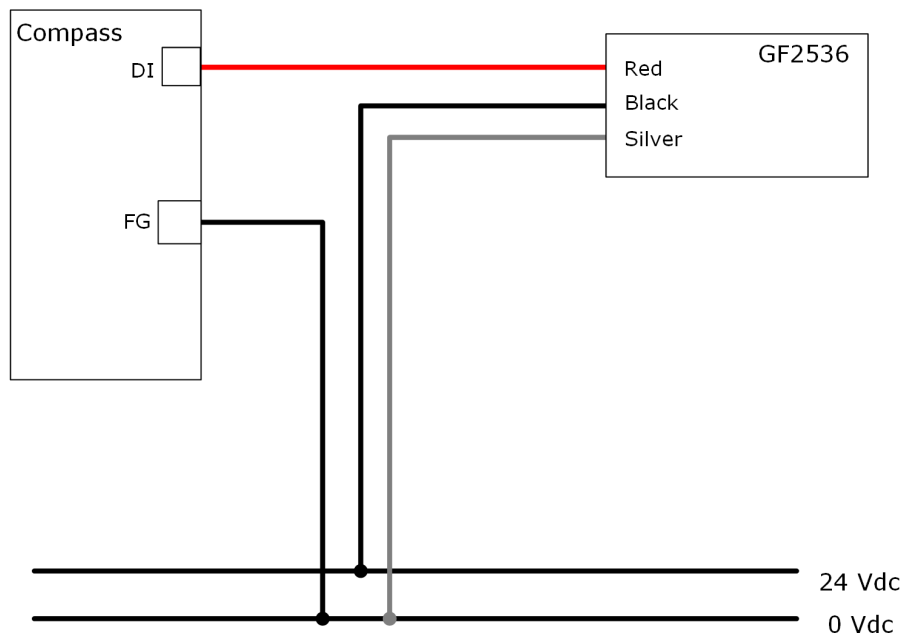 Compass
GF2536
DI
Red
Black
Silver
FG
24 Vdc
0 Vdc